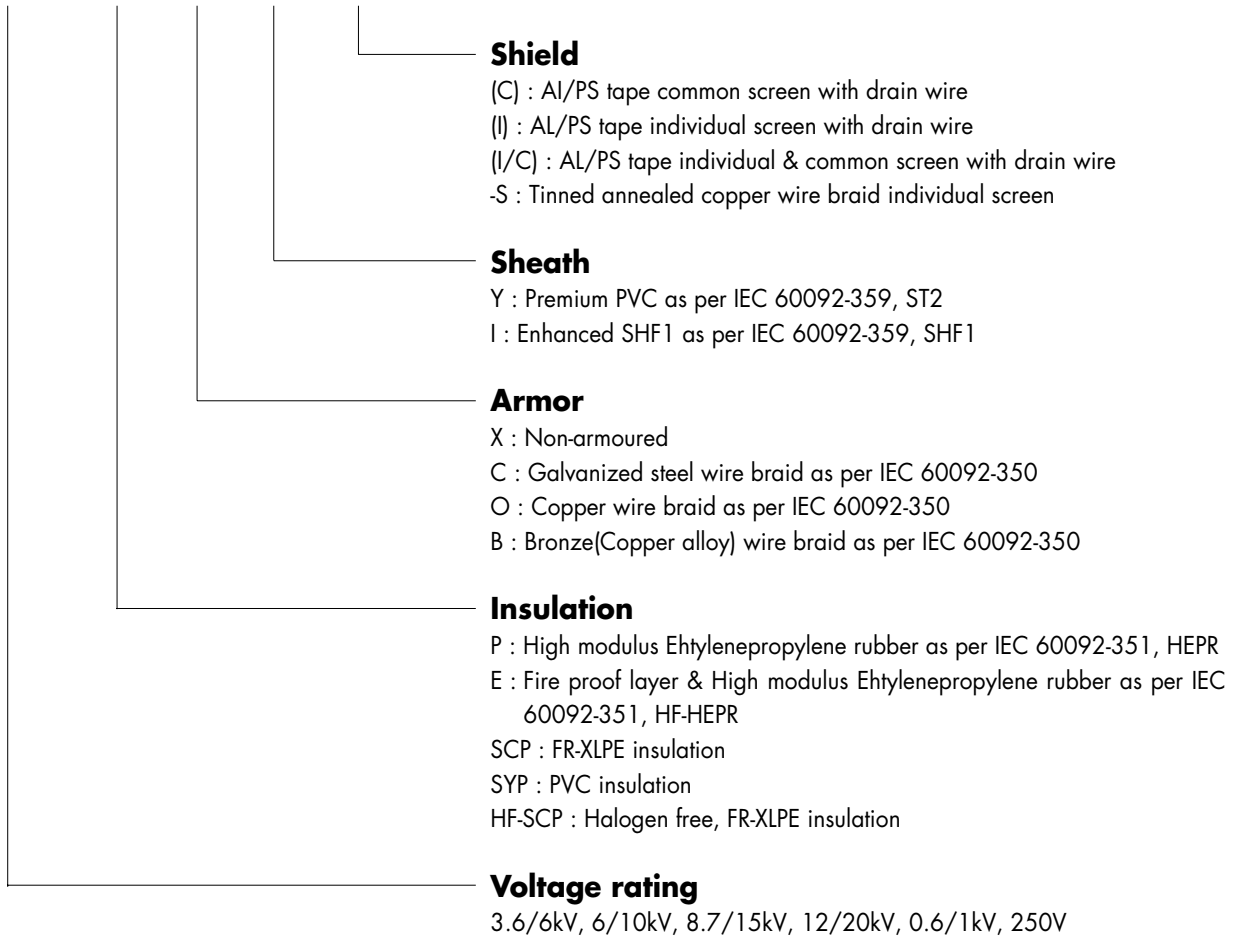 Shield
(C) : Al/PS tape common screen with drain wire
(I) : AL/PS tape individual screen with drain wire
(I/C) : AL/PS tape individual & common screen with drain wire
-S : Tinned annealed copper wire braid individual screen
Sheath
Y : Premium PVC as per IEC 60092-359, ST2
I : Enhanced SHF1 as per IEC 60092-359, SHF1
Armor
X : Non-armoured
C : Galvanized steel wire braid as per IEC 60092-350
O : Copper wire braid as per IEC 60092-350
B : Bronze(Copper alloy) wire braid as per IEC 60092-350
Insulation
P : High modulus Ehtylenepropylene rubber as per IEC 60092-351, HEPR
E : Fire proof layer & High modulus Ehtylenepropylene rubber as per IEC
60092-351, HF-HEPR
SCP : FR-XLPE insulation
SYP : PVC insulation
HF-SCP : Halogen free, FR-XLPE insulation
Voltage rating
3.6/6kV, 6/10kV, 8.7/15kV, 12/20kV, 0.6/1kV, 250V